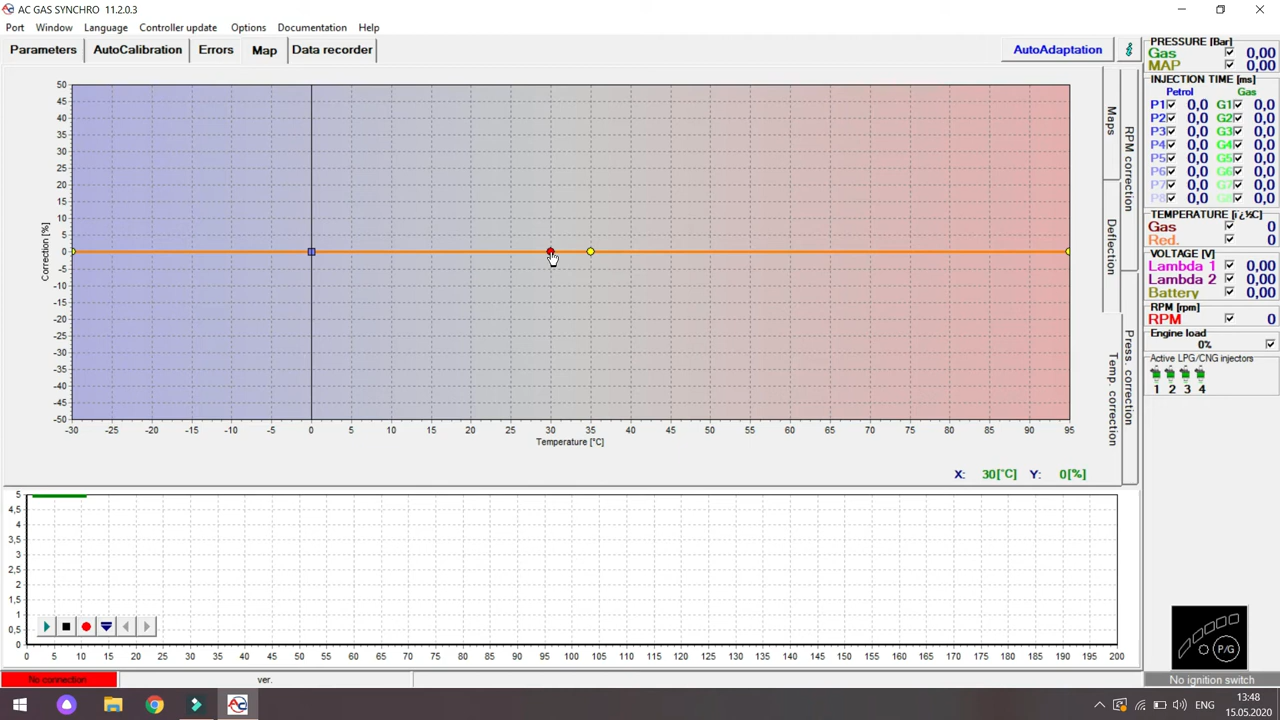 AC GAS SYNCHRO 11.2.0.3
Port Window Language Controller update Options Documentation Help
Parameters AutoCalibration Errors Map Data recorder AutoAdaptation
50
45
40
35
30
25
20
15
10
5
0
-5
-10
-15
-20
-25
-30
-35
-40
-45
-50
Correction [%]
-30 -25 -20 -15 -10 -5 0 5 10 15 20 25 30 35 40 45 50 55 60 65 70 75 80 85 90 95
Temperature [°C]
X: 30[°C] Y: 0[%]
Maps
RPM correction
Deflection
Press. correction
Temp. correction
PRESSURE [Bar]
Gas 0,00
MAP 0,00
INJECTION TIME [ms]
Petrol Gas
P1 0,0 G1 0,0
P2 0,0 G2 0,0
P3 0,0 G3 0,0
P4 0,0 G4 0,0
P5 0,0 G5 0,0
P6 0,0 G6 0,0
P7 0,0 G7 0,0
P8 0,0 G8 0,0
TEMPERATURE [ï¿½C]
Gas 0
Red. 0
VOLTAGE [V]
Lambda 1 0,00
Lambda 2 0,00
Battery 0,00
RPM [rpm]
RPM 0
Engine load
0%
Active LPG/CNG injectors
1 2 3 4
5
4,5
4
3,5
3
2,5
2
1,5
1
0,5
0
0 5 10 15 20 25 30 35 40 45 50 55 60 65 70 75 80 85 90 95 100 105 110 115 120 125 130 135 140 145 150 155 160 165 170 175 180 185 190 195 200
P/G
No connection ver. No ignition switch
AC
ENG
13:48
15.05.2020